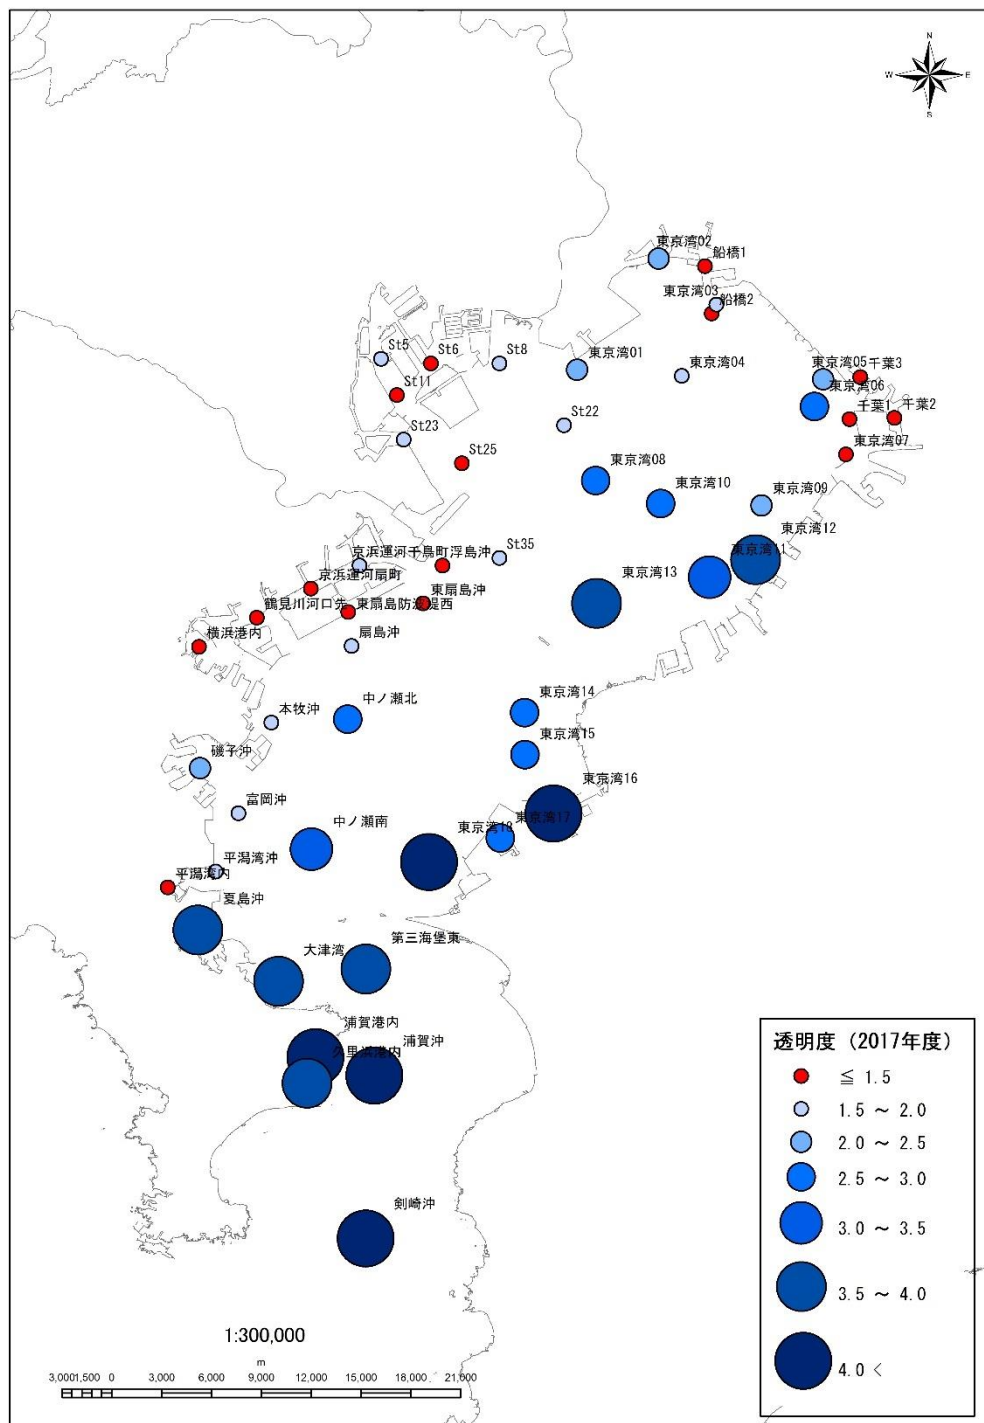 N
W
E
S
東京湾02
船橋1
東京湾03
船橋2
St5
St6
St8
東京湾01
東京湾04
東京湾05
千葉3
東京湾06
St11
千葉1
千葉2
St22
St23
東京湾07
St25
東京湾08
東京湾10
東京湾09
東京湾12
京浜運河千鳥町
浮島沖
St35
東京湾11
京浜運河扇町
東京湾13
鶴見川河口先
東扇島防波堤西
東扇島沖
横浜港内
扇島沖
本牧沖
中ノ瀬北
東京湾14
東京湾15
磯子沖
東京湾16
富岡沖
中ノ瀬南
東京湾18
東京湾17
平潟湾沖
平潟湾内
夏島沖
大津湾
第三海堡東
浦賀港内
浦賀沖
久里浜港内
剣崎沖
透明度(2017年度)
≦ 1.5
1.5 ~ 2.0
2.0 ~ 2.5
2.5 ~ 3.0
3.0 ~ 3.5
3.5 ~ 4.0
4.0 <
1:300,000
m
3,000 1,500 0 3,000 6,000 9,000 12,000 15,000 18,000 21,000